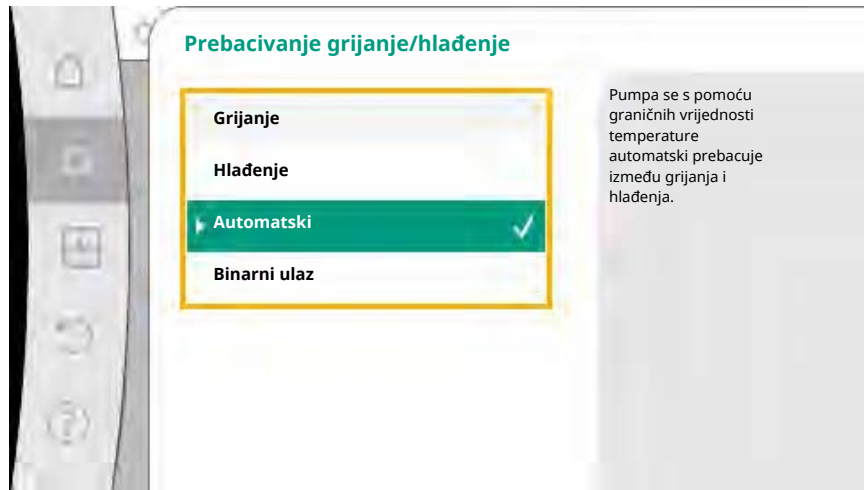 Prebacivanje grijanje/hlađenje
Grijanje
Hlađenje
Automatski
Binarni ulaz
Pumpa se s pomoću
graničnih vrijednosti
temperature
automatski prebacuje
između grijanja i
hlađenja.